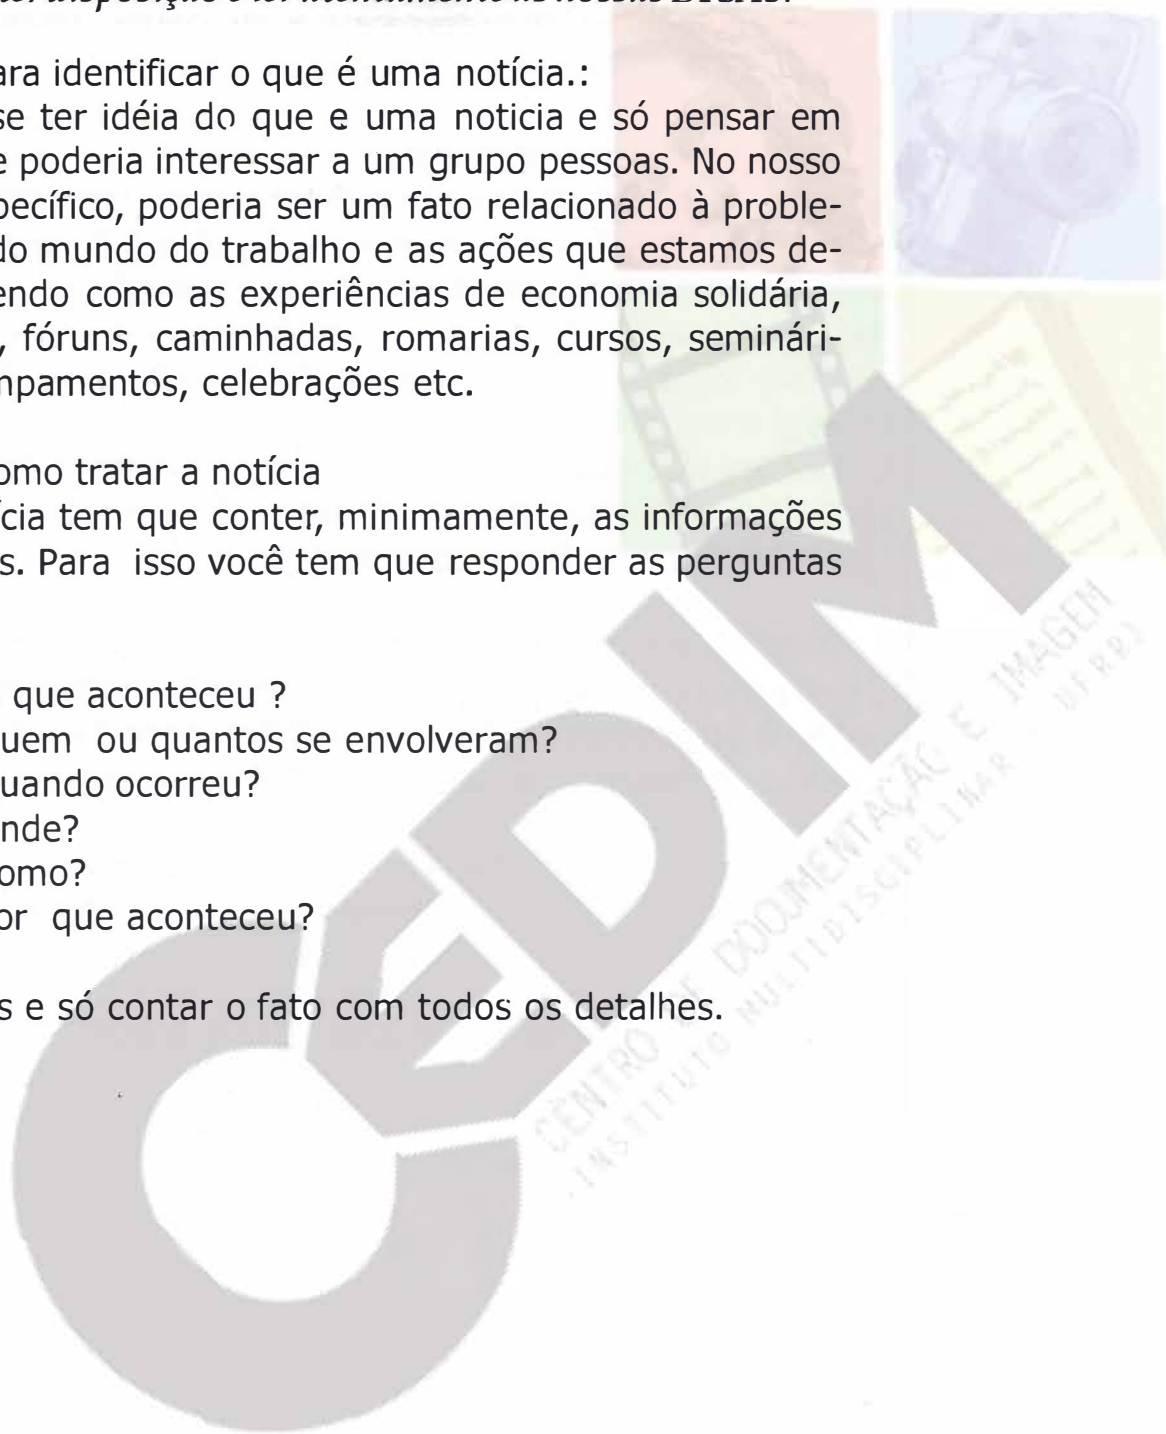 ara identificar o que é uma notícia.:
se ter idéia do que e uma noticia e só pensar em
e poderia interessar a um grupo pessoas. No nosso
pecífico, poderia ser um fato relacionado à proble-
do mundo do trabalho e as ações que estamos de-
endo como as experiências de economia solidária,
, fóruns, caminhadas, romarias, cursos, seminári-
mpamentos, celebrações etc.
omo tratar a notícia
ícia tem que conter, minimamente, as informações
s. Para isso você tem que responder as perguntas
que aconteceu ?
uem ou quantos se envolveram?
uando ocorreu?
nde?
omo?
or que aconteceu?
s e só contar o fato com todos os detalhes.
CEDIM
CENTRO DE DOCUMENTAÇÃO E IMAGEM
INSTITUTO MULTIDISCIPLINAR UFRRJ